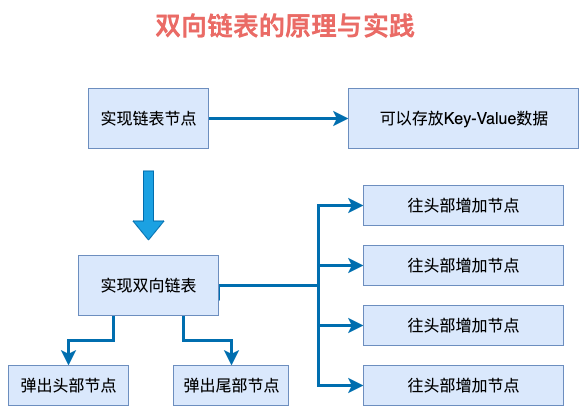 双向链表的原理与实践
实现链表节点
可以存放Key-Value数据
往头部增加节点
往头部增加节点
实现双向链表
往头部增加节点
往头部增加节点
弹出头部节点
弹出尾部节点